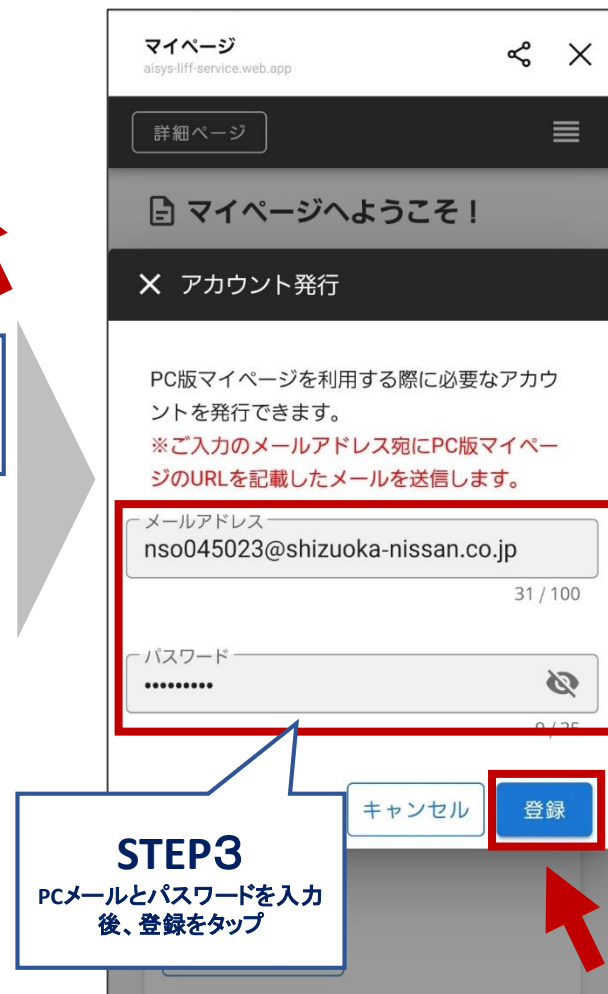 マイページ
aisys-liff-service.web.app
詳細ページ
マイページへようこそ！
アカウント発行
PC版マイページを利用する際に必要なアカウ
ントを発行できます。
※ご入力のメールアドレス宛にPC版マイペー
ジのURLを記載したメールを送信します。
メールアドレス
nso045023@shizuoka-nissan.co.jp
31 / 100
パスワード
•••••••••
キャンセル
登録
STEP３
PCメールとパスワードを入力
後、登録をタップ